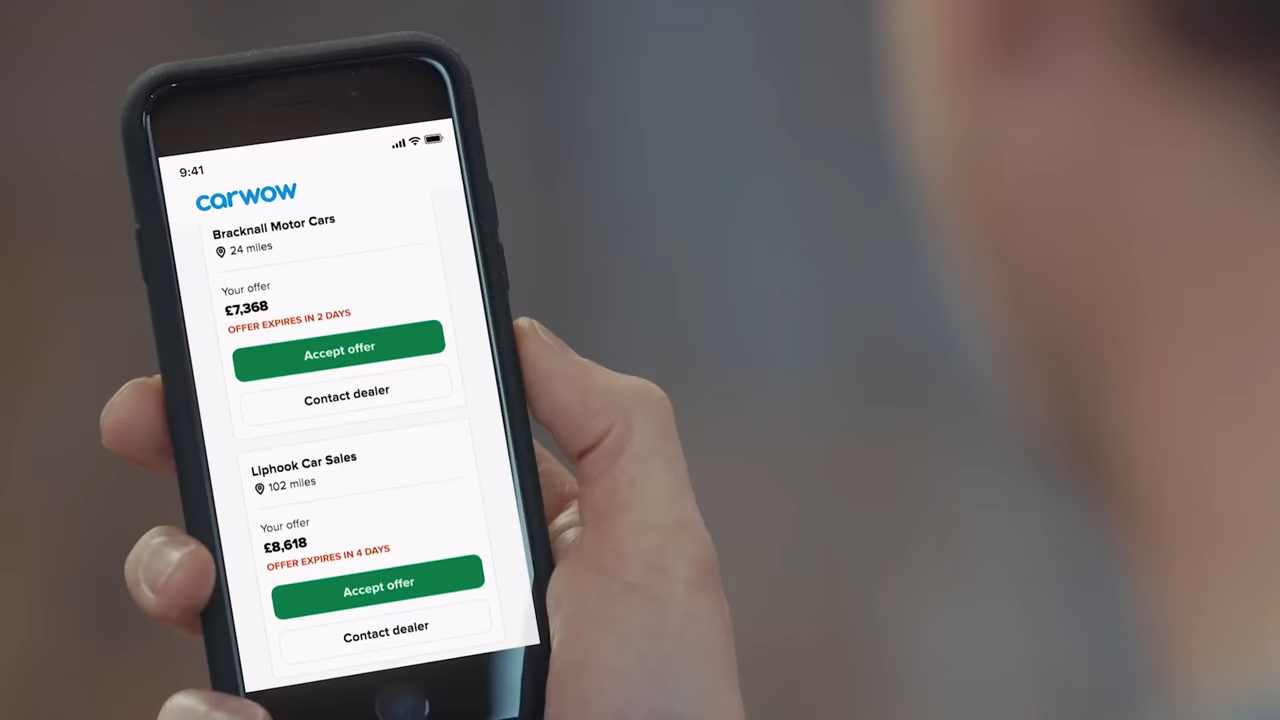 9:41
carwow
Bracknall Motor Cars
24 miles
Your offer
£7,368
OFFER EXPIRES IN 2 DAYS
Accept offer
Contact dealer
Liphook Car Sales
102 miles
Your offer
£8,618
OFFER EXPIRES IN 4 DAYS
Accept offer
Contact dealer